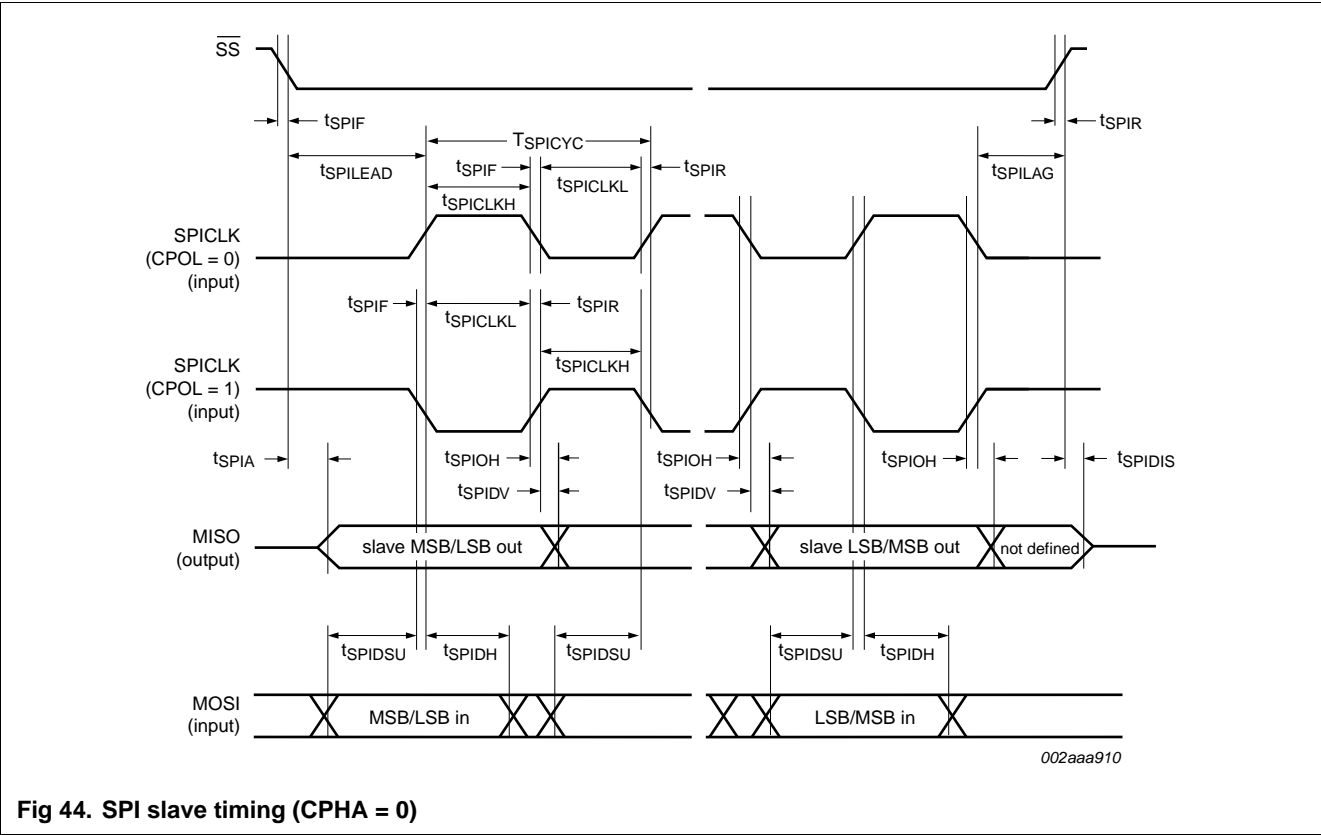 SS
tSPIF
tSPIR
TSPICYC
tSPILEAD
tSPIF
tSPICLKL
tSPIR
tSPILAG
tSPICLKH
SPICLK
(CPOL = 0)
(input)
tSPIF
tSPICLKL
tSPIR
tSPICLKH
SPICLK
(CPOL = 1)
(input)
tSPIA
tSPIOH
tSPIOH
tSPIOH
tSPIDIS
tSPIDV
tSPIDV
MISO
(output)
slave MSB/LSB out
slave LSB/MSB out
not defined
tSPIDSU
tSPIDH
tSPIDSU
tSPIDSU
tSPIDH
MOSI
(input)
MSB/LSB in
LSB/MSB in
002aaa910
Fig 44. SPI slave timing (CPHA = 0)